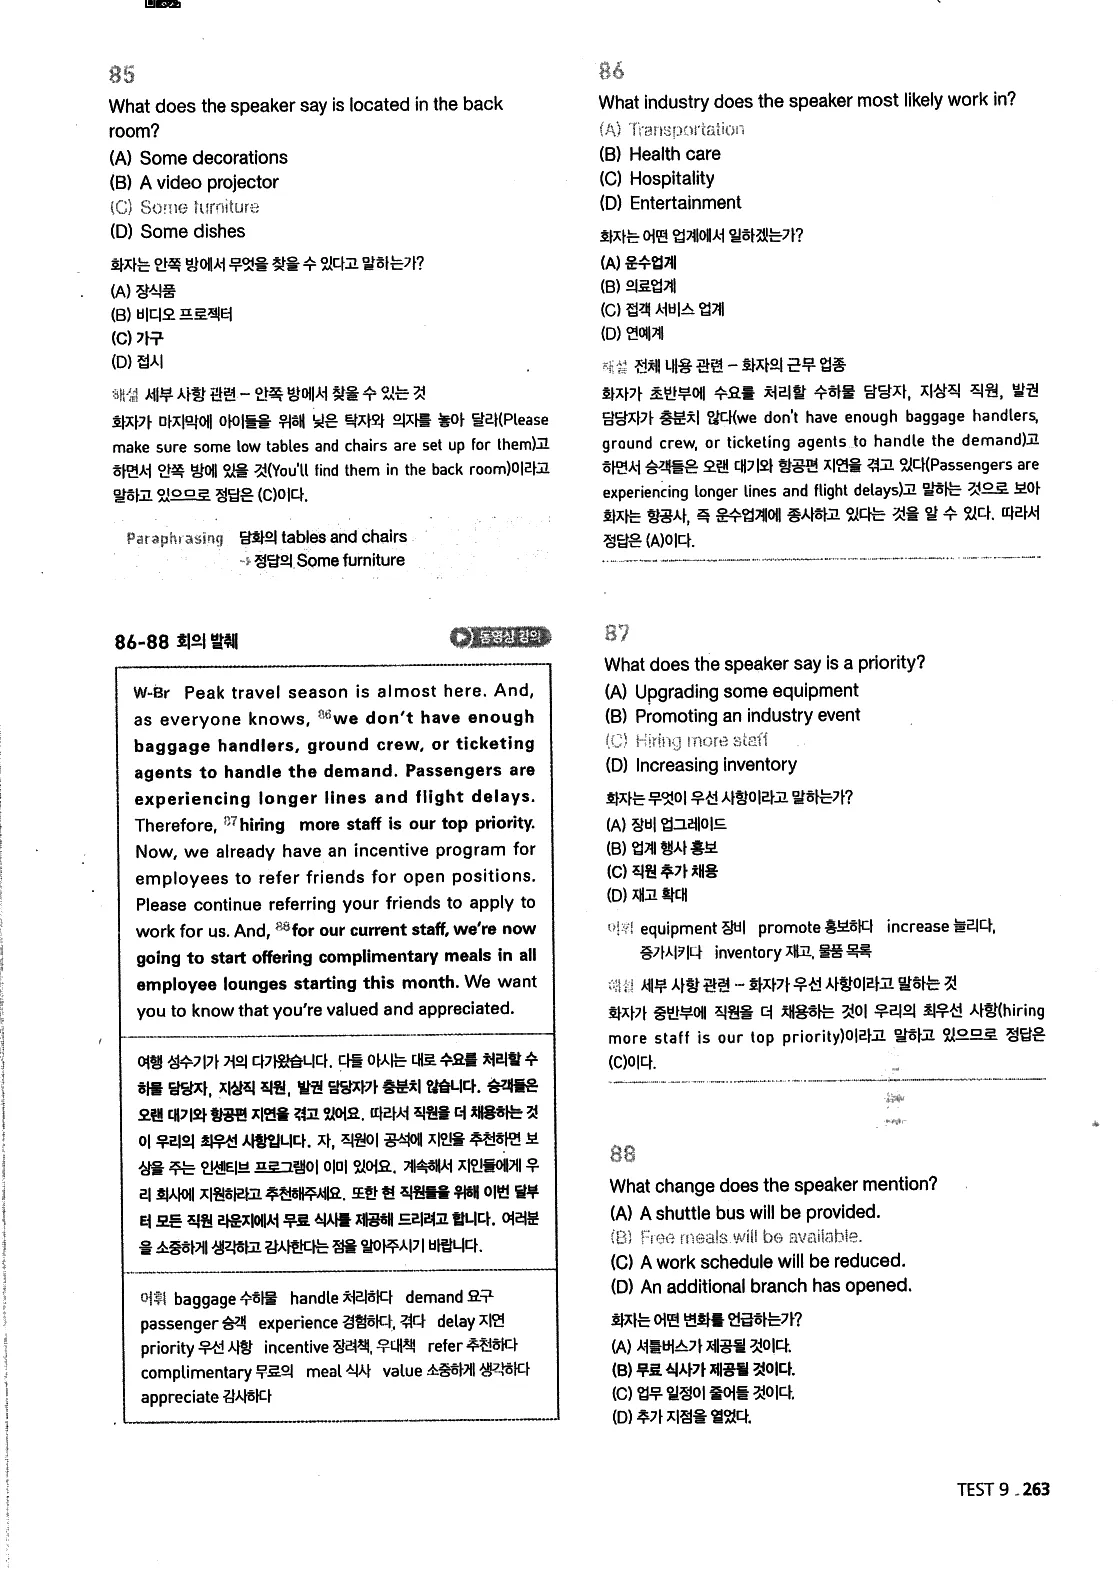 85
What does the speaker say is located in the back
room?
(A) Some decorations
(B) A video projector
(C) Some furniture
(D) Some dishes
화자는 안쪽 방에서 무엇을 찾을 수 있다고 말하는가?
(A) 장식품
(B) 비디오 프로젝터
(C) 가구
(D) 접시
해설 세부 사항 관련 – 안쪽 방에서 찾을 수 있는 것
화자가 마지막에 아이들을 위해 낮은 탁자와 의자를 놓아 달라(Please
make sure some low tables and chairs are set up for them)고
하면서 안쪽 방에 있을 것(You'll find them in the back room)이라고
말하고 있으므로 정답은 (C)이다.
Paraphrasing 담화의 tables and chairs
→ 정답의 Some furniture
86-88 회의 발췌
동영상 강의
W-Br Peak travel season is almost here. And,
as everyone knows, 86we don't have enough
baggage handlers, ground crew, or ticketing
agents to handle the demand. Passengers are
experiencing longer lines and flight delays.
Therefore, 87hiring more staff is our top priority.
Now, we already have an incentive program for
employees to refer friends for open positions.
Please continue referring your friends to apply to
work for us. And, 88for our current staff, we're now
going to start offering complimentary meals in all
employee lounges starting this month. We want
you to know that you're valued and appreciated.
여행 성수기가 거의 다가왔습니다. 다들 아시는 대로 수요를 처리할 수
하물 담당자, 지상직 직원, 발권 담당자가 충분치 않습니다. 승객들은
오랜 대기와 항공편 지연을 겪고 있어요. 따라서 직원을 더 채용하는 것
이 우리의 최우선 사항입니다. 자, 직원이 공석에 지인을 추천하면 보
상을 주는 인센티브 프로그램이 이미 있어요. 계속해서 지인들에게 우
리 회사에 지원하라고 추천해주세요. 또한 현 직원들을 위해 이번 달부
터 모든 직원 라운지에서 무료 식사를 제공해 드리려고 합니다. 여러분
을 소중하게 생각하고 감사한다는 점을 알아주시기 바랍니다.
어휘 baggage 수하물 handle 처리하다 demand 요구
passenger 승객 experience 경험하다, 겪다 delay 지연
priority 우선 사항 incentive 장려책, 우대책 refer 추천하다
complimentary 무료의 meal 식사 value 소중하게 생각하다
appreciate 감사하다
86
What industry does the speaker most likely work in?
(A) Transportation
(B) Health care
(C) Hospitality
(D) Entertainment
화자는 어떤 업계에서 일하겠는가?
(A) 운수업계
(B) 의료업계
(C) 접객 서비스 업계
(D) 연예계
해설 전체 내용 관련 – 화자의 근무 업종
화자가 초반부에 수요를 처리할 수하물 담당자, 지상직 직원, 발권
담당자가 충분치 않다(we don't have enough baggage handlers,
ground crew, or ticketing agents to handle the demand)고
하면서 승객들은 오랜 대기와 항공편 지연을 겪고 있다(Passengers are
experiencing longer lines and flight delays)고 말하는 것으로 보아
화자는 항공사, 즉 운수업계에 종사하고 있다는 것을 알 수 있다. 따라서
정답은 (A)이다.
87
What does the speaker say is a priority?
(A) Upgrading some equipment
(B) Promoting an industry event
(C) Hiring more staff
(D) Increasing inventory
화자는 무엇이 우선 사항이라고 말하는가?
(A) 장비 업그레이드
(B) 업계 행사 홍보
(C) 직원 추가 채용
(D) 재고 확대
어휘 equipment 장비 promote 홍보하다 increase 늘리다,
증가시키다 inventory 재고, 물품 목록
해설 세부 사항 관련 – 화자가 우선 사항이라고 말하는 것
화자가 중반부에 직원을 더 채용하는 것이 우리의 최우선 사항(hiring
more staff is our top priority)이라고 말하고 있으므로 정답은
(C)이다.
88
What change does the speaker mention?
(A) A shuttle bus will be provided.
(B) Free meals will be available.
(C) A work schedule will be reduced.
(D) An additional branch has opened.
화자는 어떤 변화를 언급하는가?
(A) 셔틀버스가 제공될 것이다.
(B) 무료 식사가 제공될 것이다.
(C) 업무 일정이 줄어들 것이다.
(D) 추가 지점을 열었다.
TEST 9 263